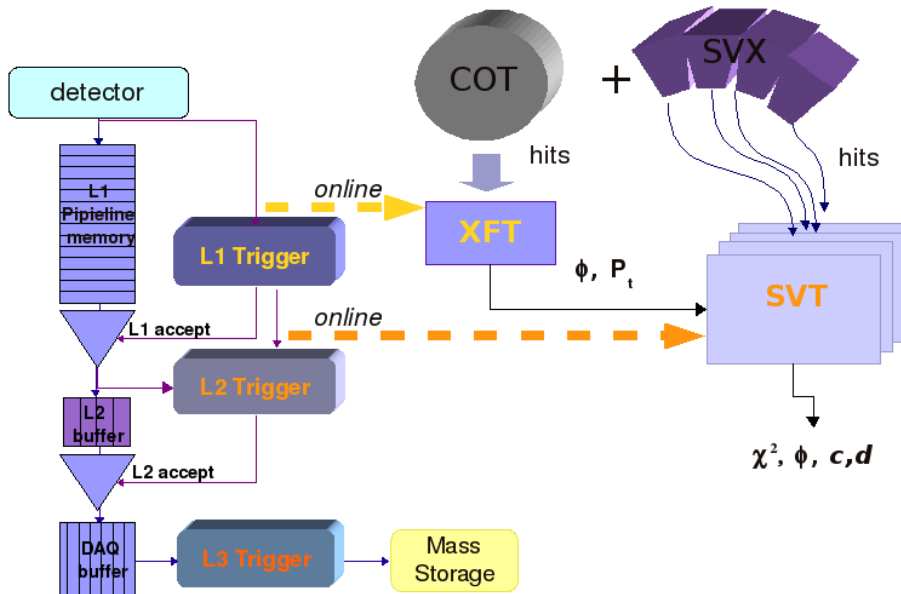 detector
L1
Pipieline
memory
L1 Trigger
L1 accept
L2 Trigger
L2
buffer
L2 accept
DAQ
buffer
L3 Trigger
Mass
Storage
online
online
COT
+
SVX
hits
hits
XFT
ϕ, Pt
SVT
χ², ϕ, c,d